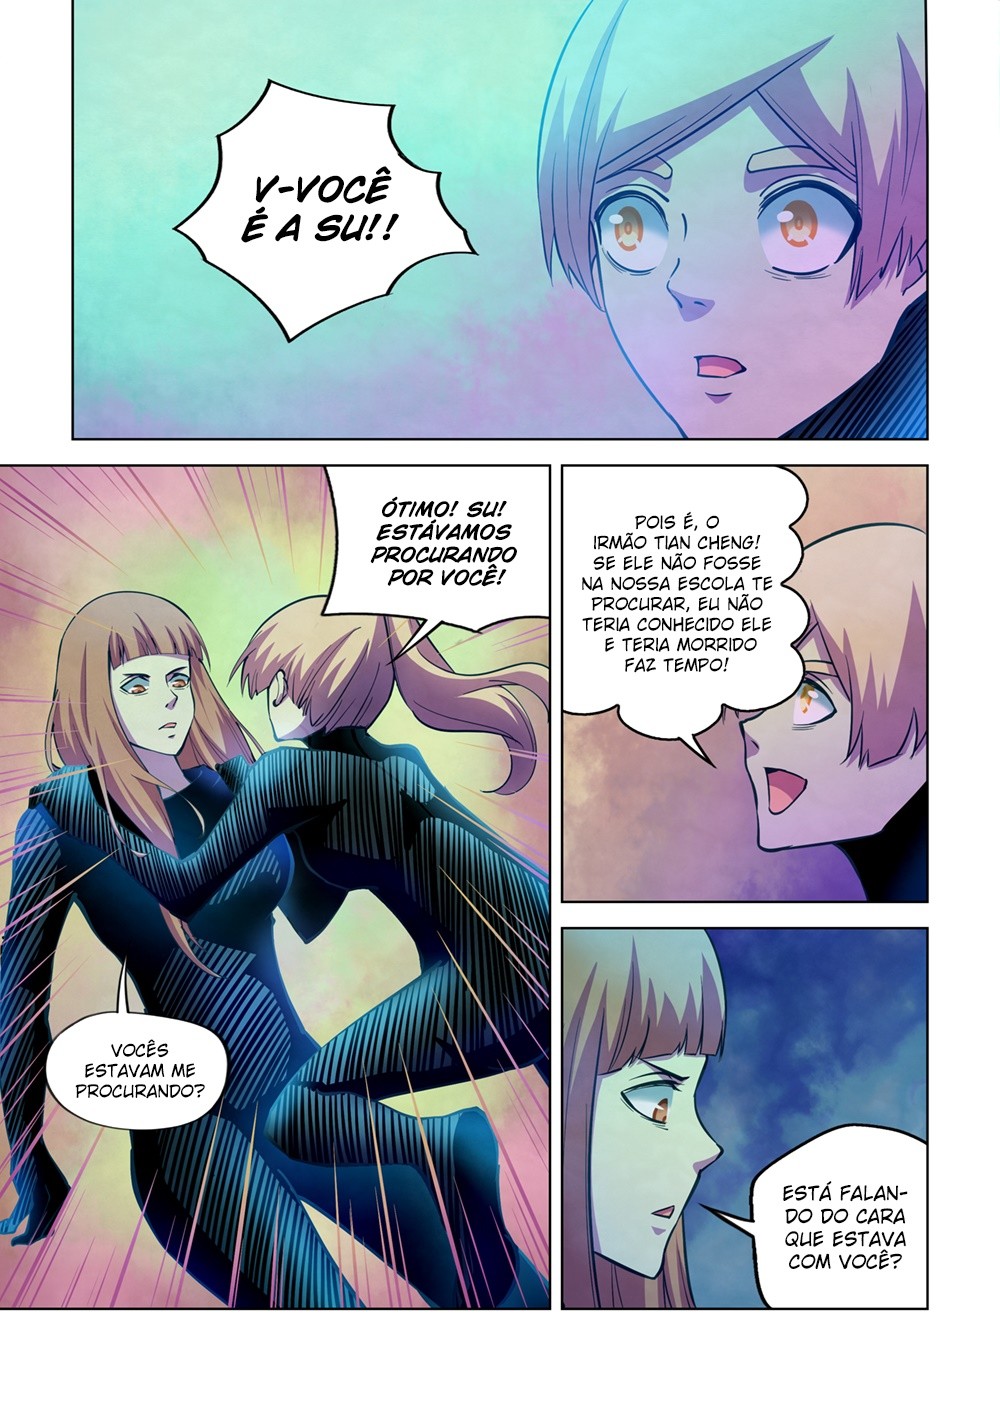 V-VOCÊ
É A SU!!
ÓTIMO! SU!
ESTÁVAMOS
PROCURANDO
POR VOCÊ!
VOCÊS
ESTAVAM ME
PROCURANDO?
POIS É, O
IRMÃO TIAN CHENG!
SE ELE NÃO FOSSE
NA NOSSA ESCOLA TE
PROCURAR, EU NÃO
TERIA CONHECIDO ELE
E TERIA MORRIDO
FAZ TEMPO!
ESTÁ FALAN-
DO DO CARA
QUE ESTAVA
COM VOCÊ?